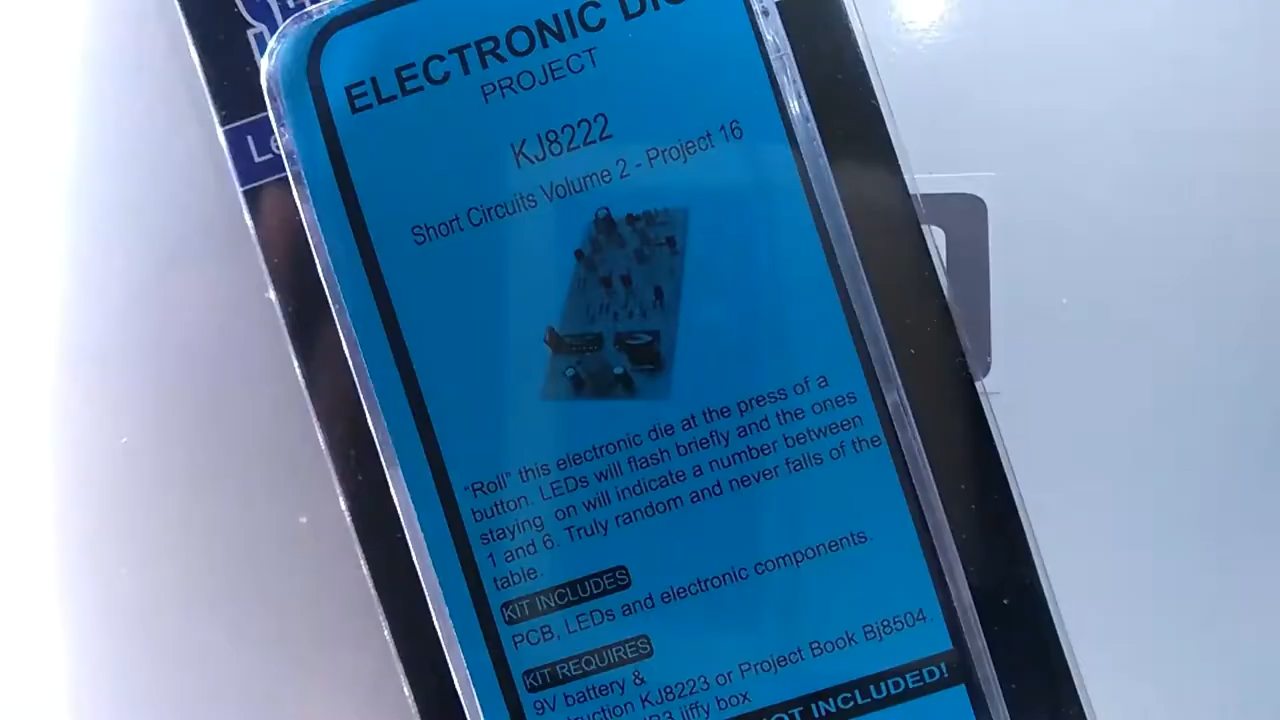 ELECTRONIC
PROJECT
KJ8222
Short Circuits Volume 2 - Project 16
“Roll” this electronic die at the press of a
button. LEDs will flash briefly and the ones
staying on will indicate a number between
1 and 6. Truly random and never falls of the
table.
KIT INCLUDES
PCB, LEDs and electronic components.
KIT REQUIRES
9V battery &
KJ8223 or Project Book Bj8504.
jiffy box
INCLUDED!